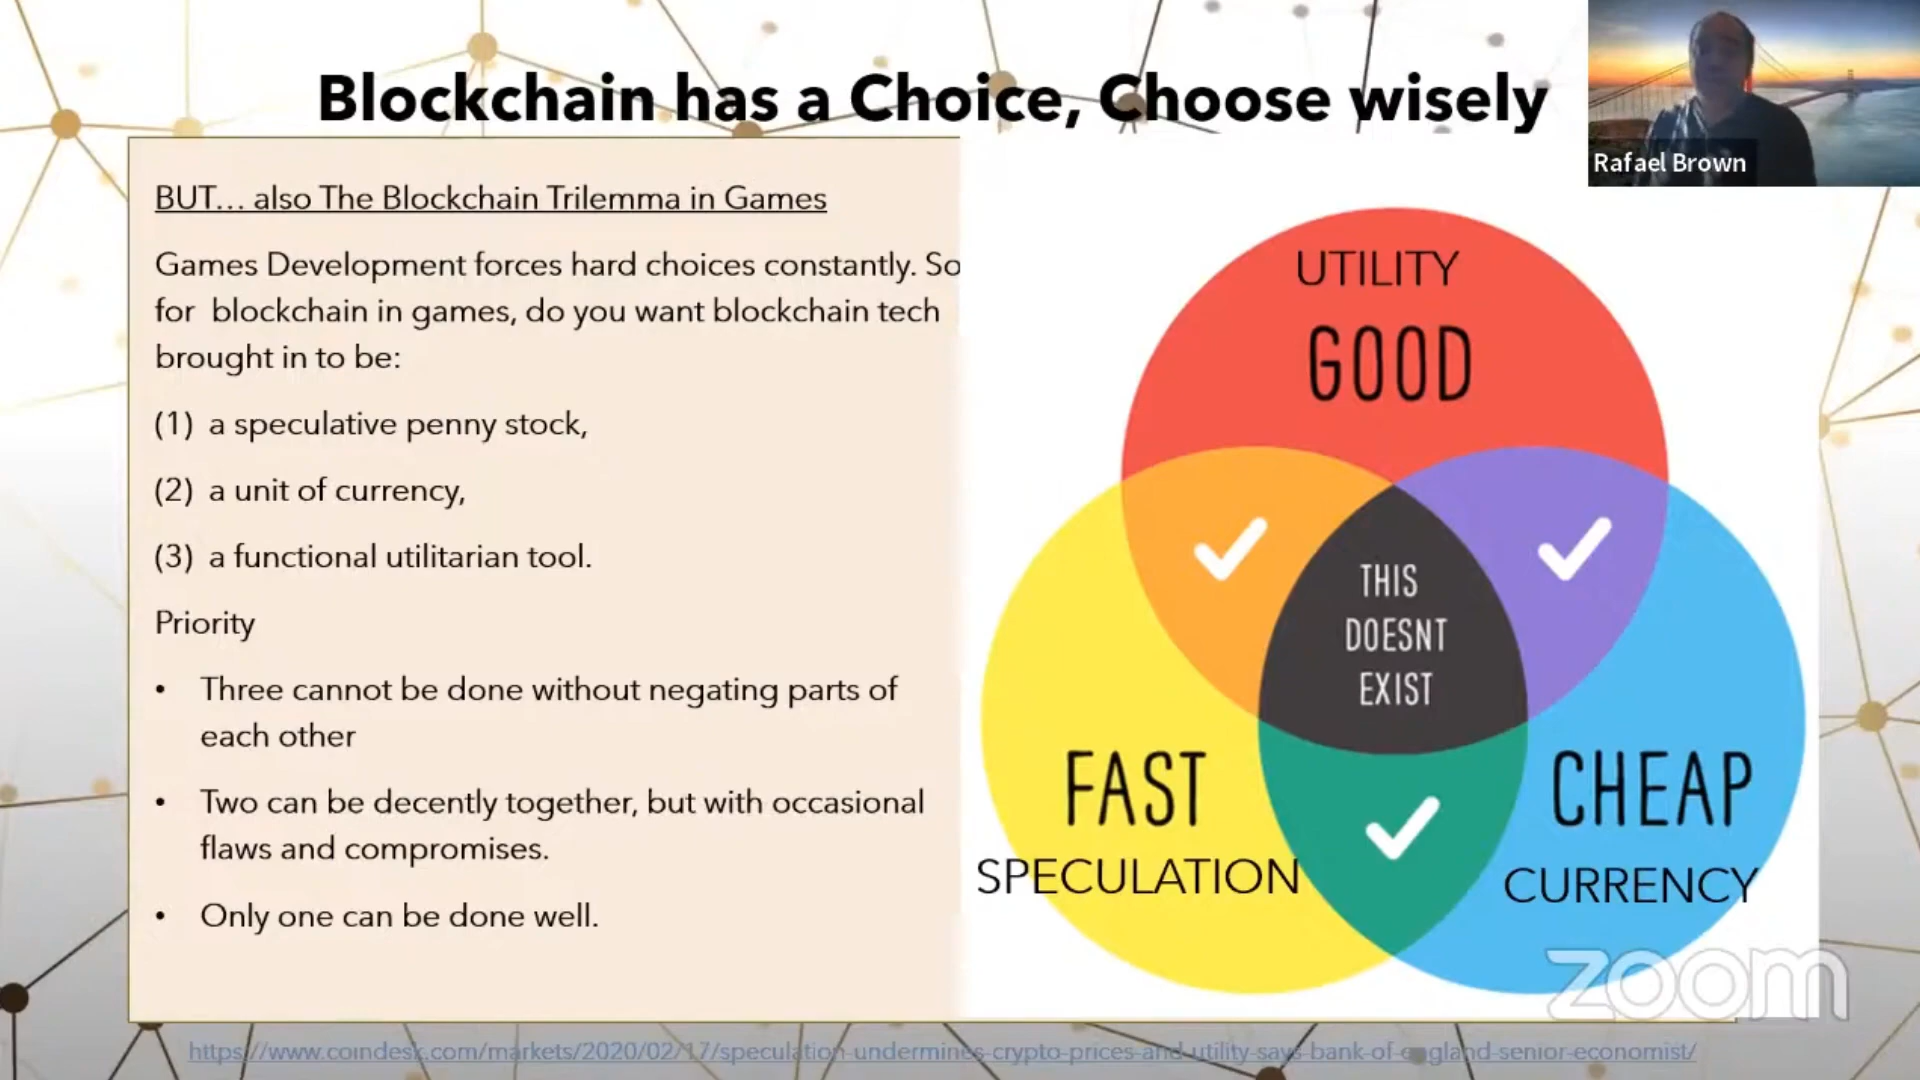 Blockchain has a Choice, Choose wisely
Rafael Brown
BUT... also The Blockchain Trilemma in Games
Games Development forces hard choices constantly. So
for blockchain in games, do you want blockchain tech
brought in to be:
(1) a speculative penny stock,
(2) a unit of currency,
(3) a functional utilitarian tool.
Priority
• Three cannot be done without negating parts of
each other
• Two can be decently together, but with occasional
flaws and compromises.
• Only one can be done well.
UTILITY
GOOD
THIS
DOESNT
EXIST
FAST
SPECULATION
CHEAP
CURRENCY
zoom
https://www.coindesk.com/markets/2020/02/17/speculation-undermines-crypto-prices-and-utility-says-bank-of-england-senior-economist/